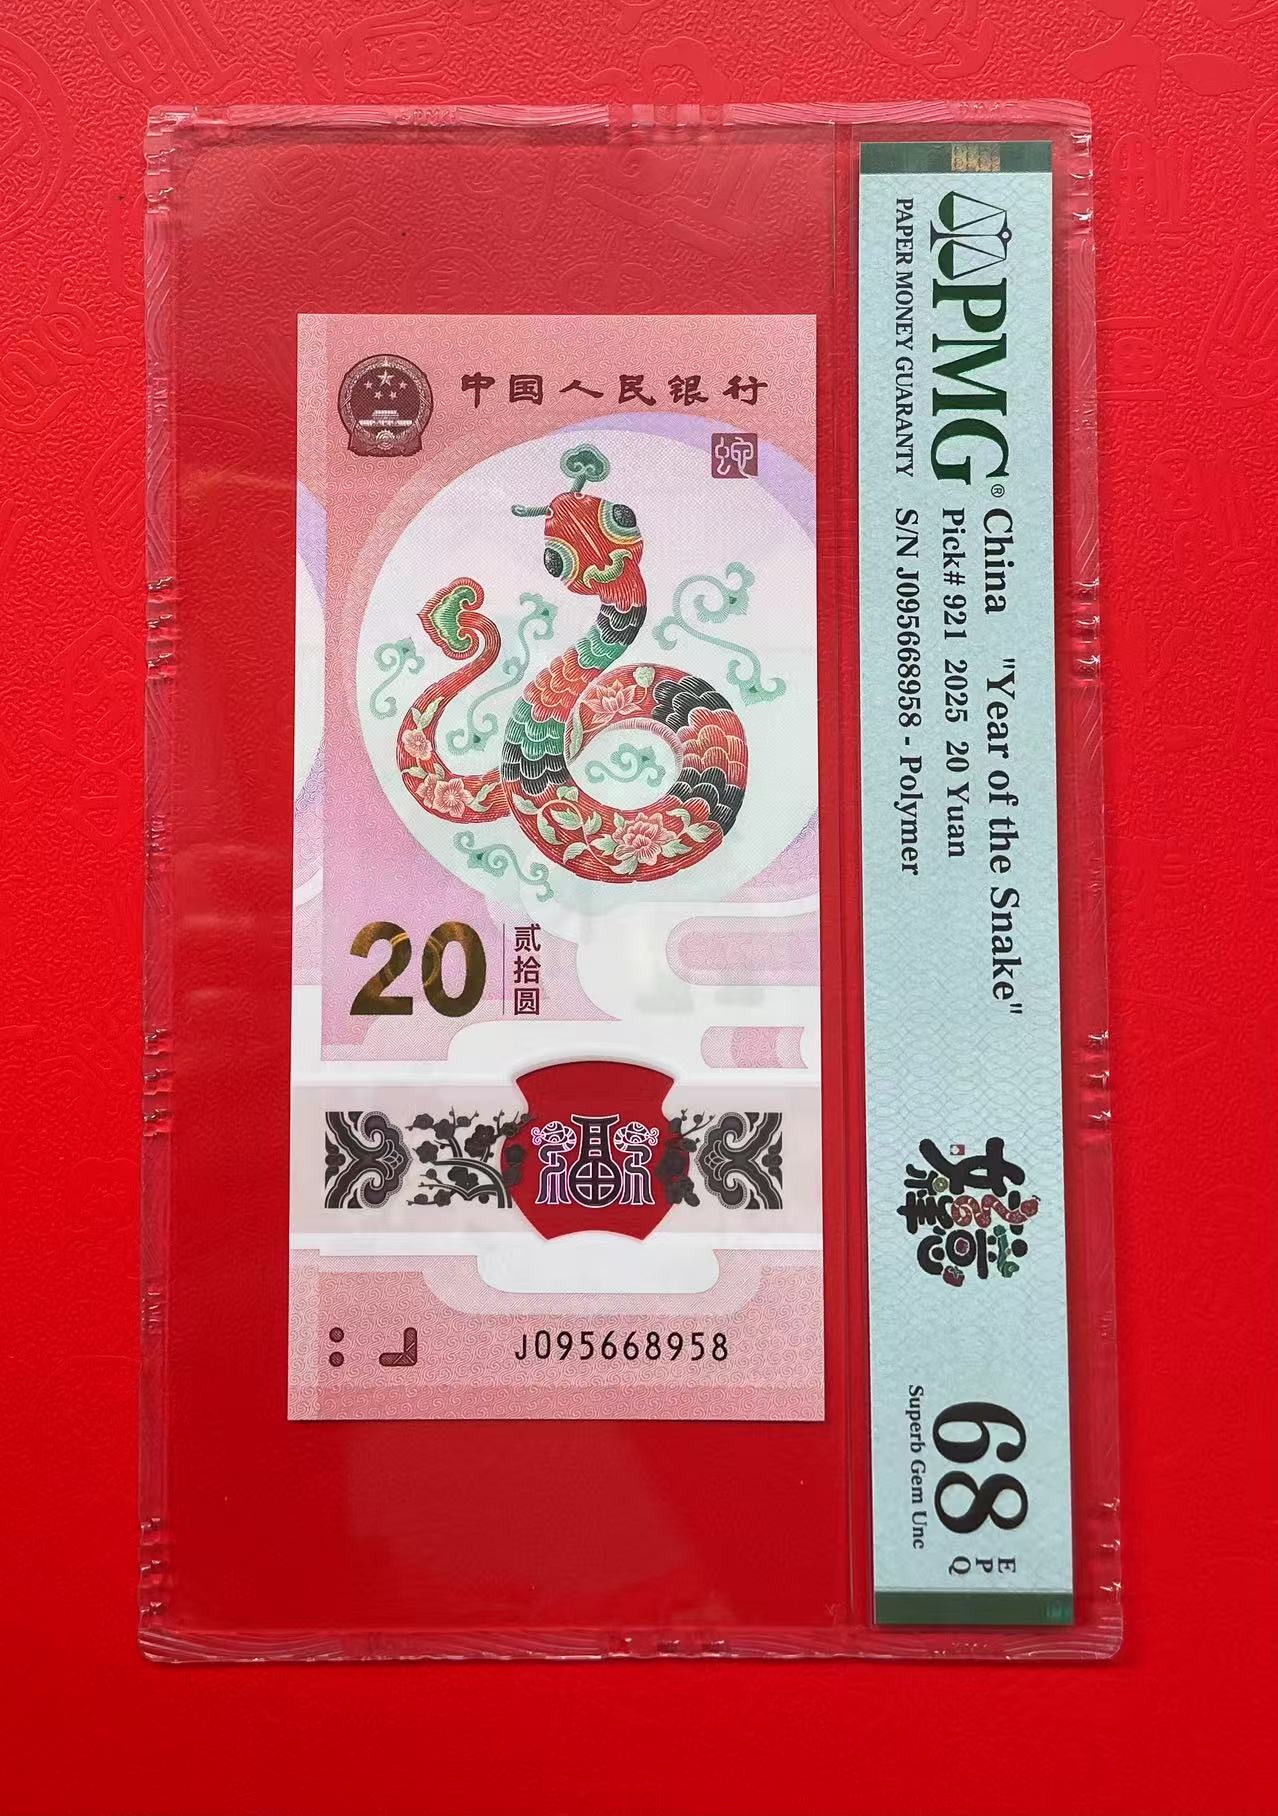 中国人民银行
蛇
20
贰拾圆
福
J095668958
PMG®
PAPER MONEY GUARANTY
China "Year of the Snake"
Pick# 921 2025 20 Yuan
S/N J095668958 - Polymer
68 EPQ
Superb Gem Unc